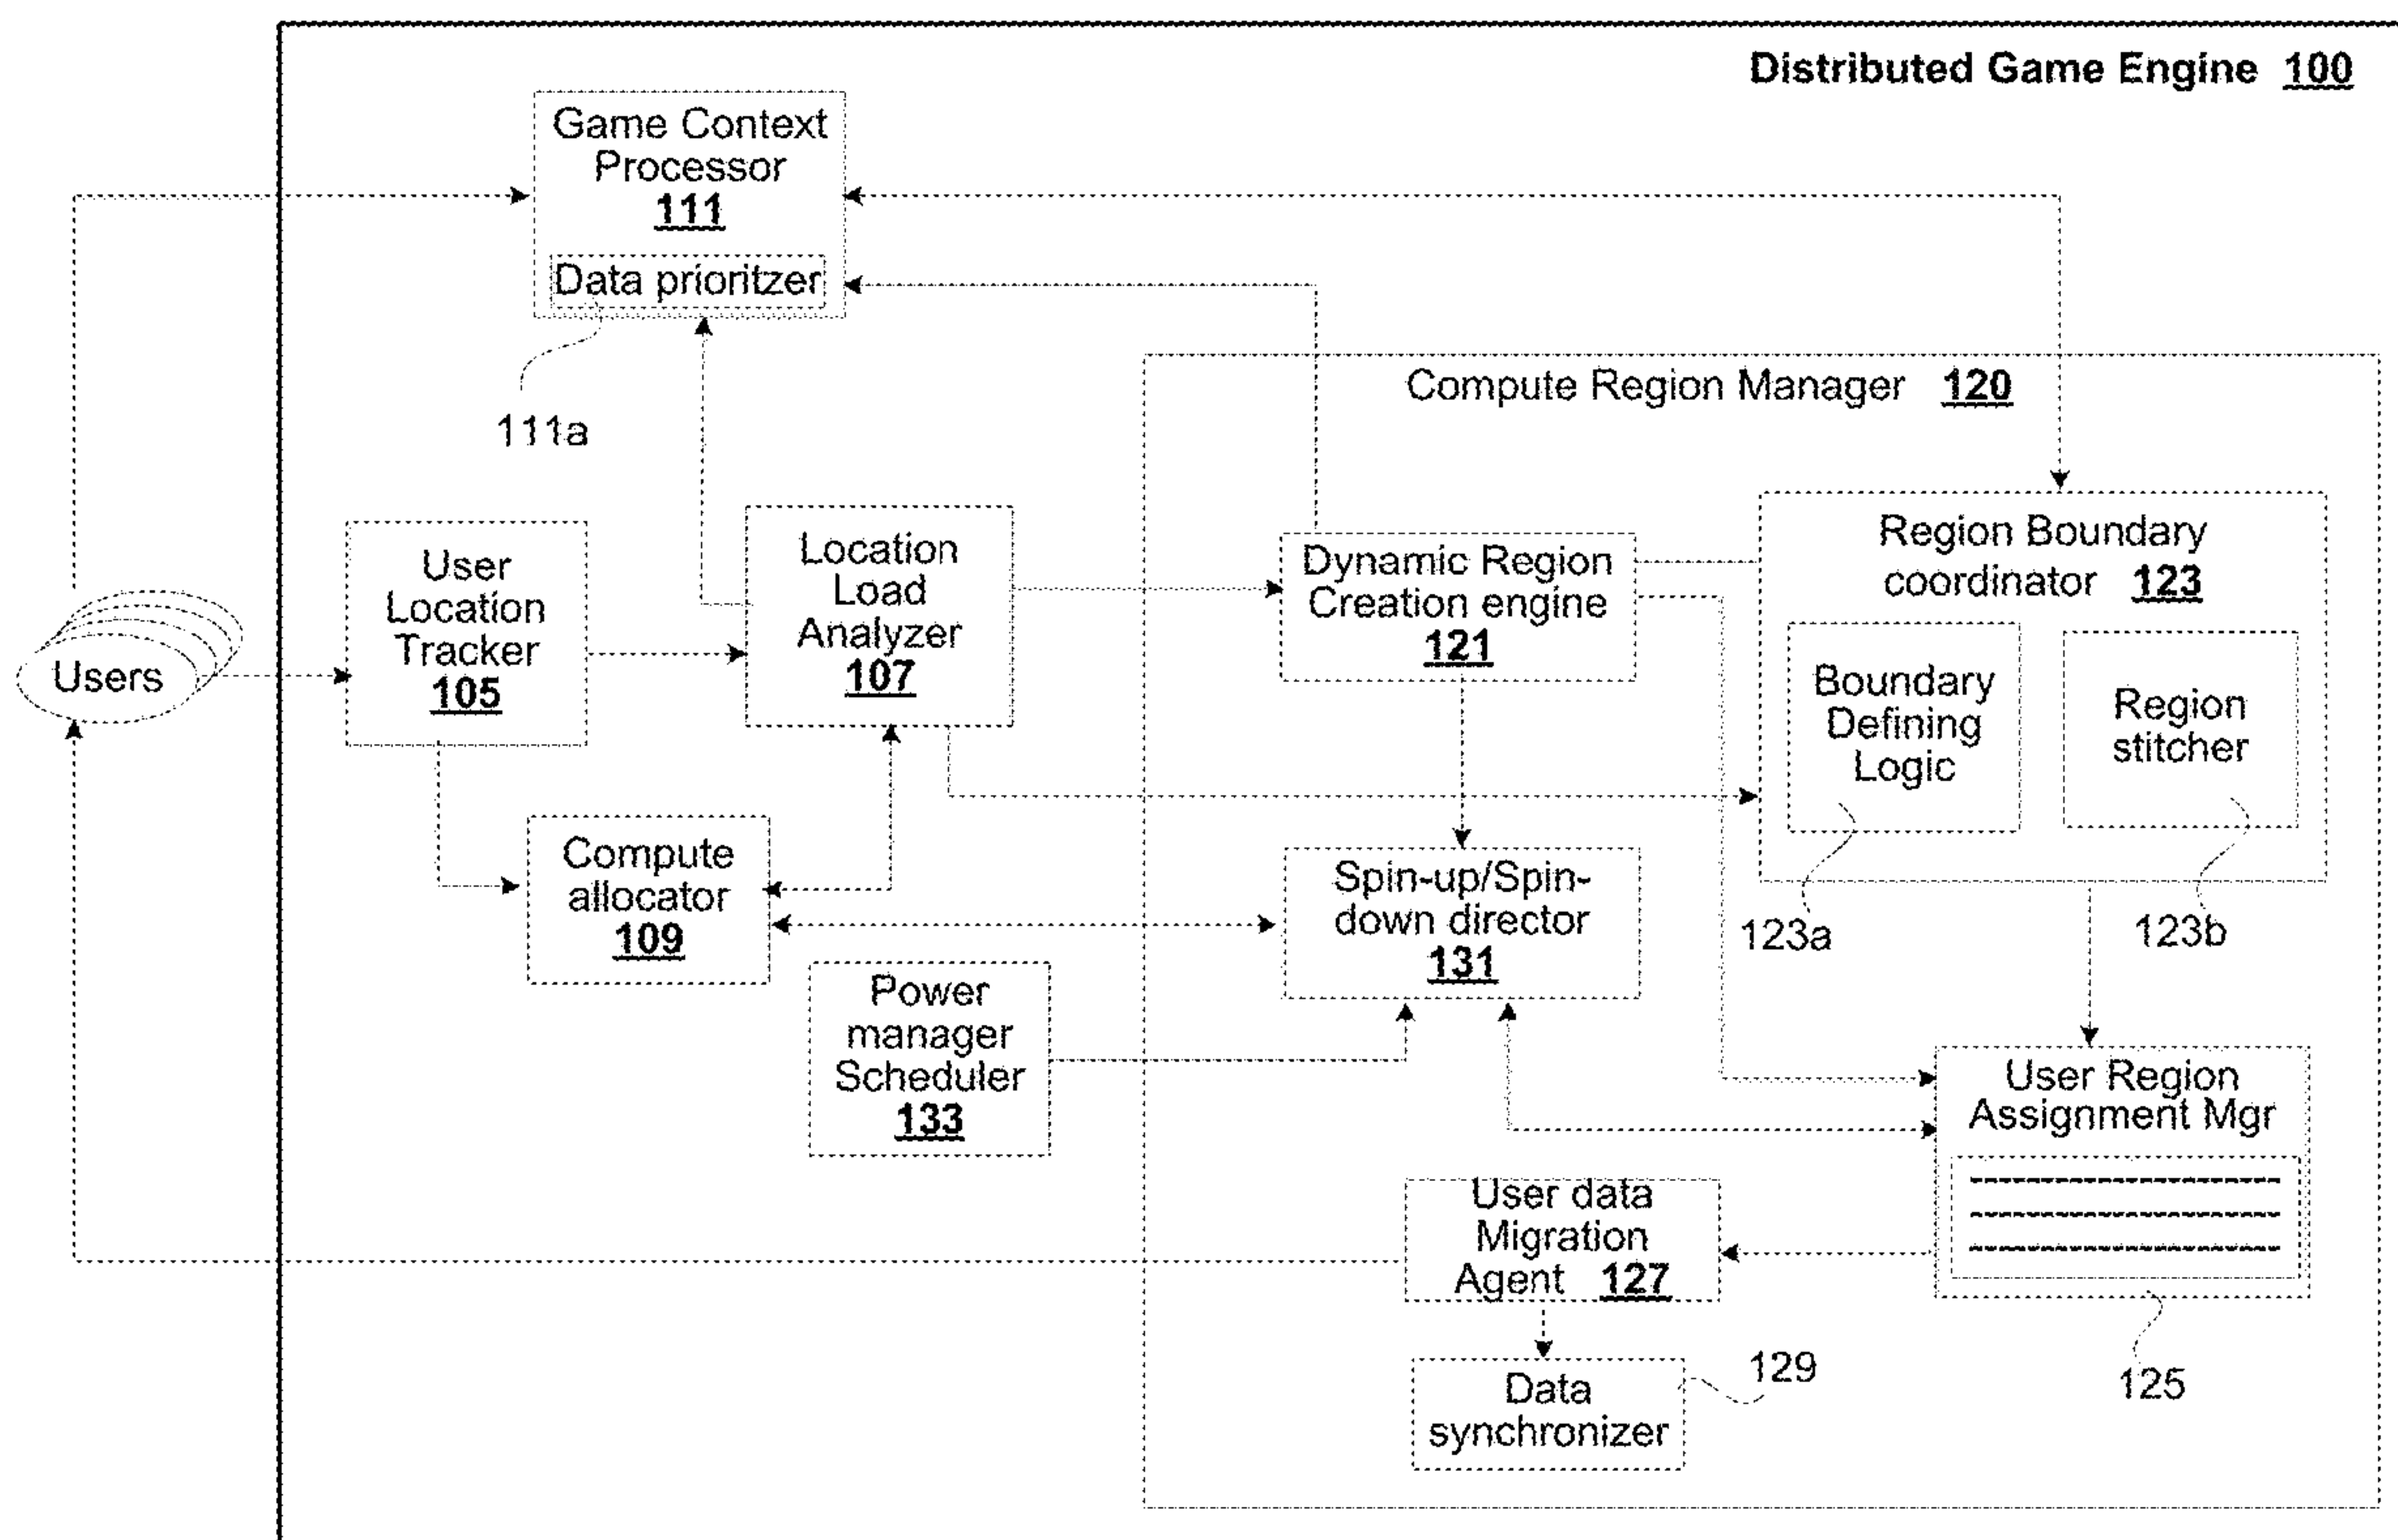 Distributed Game Engine 100
Game Context
Processor
111
Data prioritzer
111a
Compute Region Manager 120
Users
User
Location
Tracker
105
Location
Load
Analyzer
107
Dynamic Region
Creation engine
121
Region Boundary
coordinator 123
Boundary
Defining
Logic
Region
stitcher
123a
123b
Compute
allocator
109
Spin-up/Spin-
down director
131
Power
manager
Scheduler
133
User Region
Assignment Mgr
125
User data
Migration
Agent 127
Data
synchronizer
129